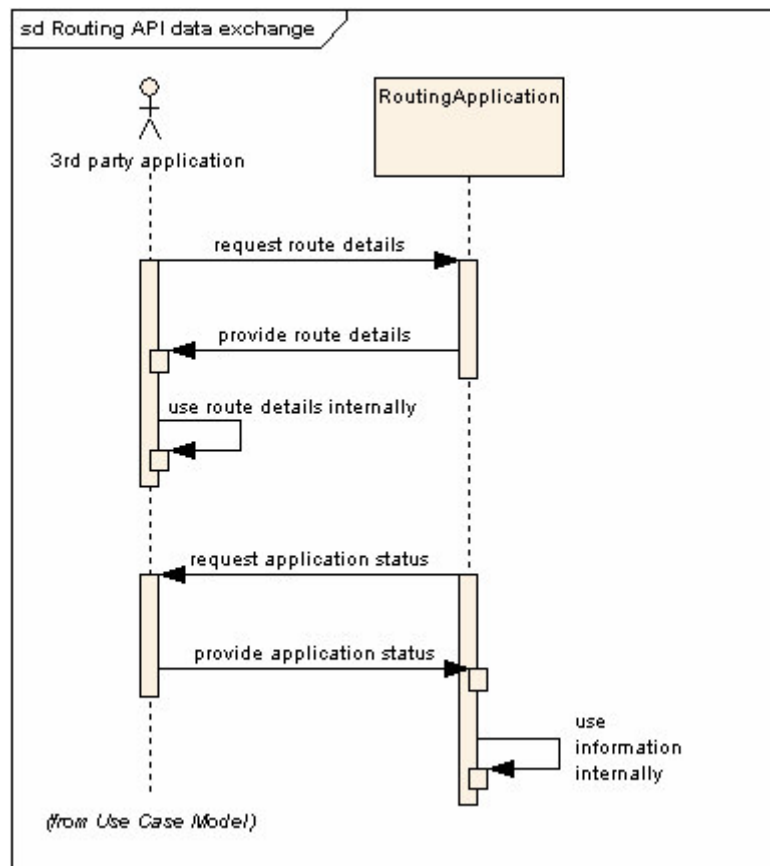 sd Routing API data exchange
3rd party application
RoutingApplication
request route details
provide route details
use route details internally
request application status
provide application status
use
information
internally
(from Use Case Model)